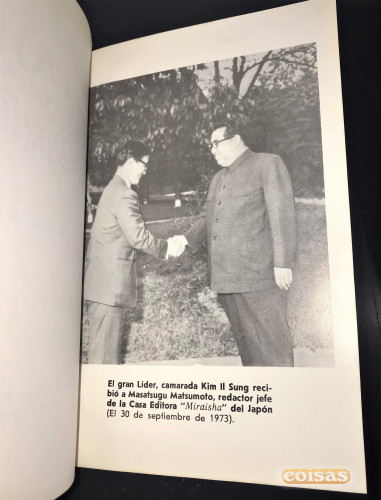 El gran Líder, camarada Kim Il Sung reci-
bió a Masatsugu Matsumoto, redactor jefe
de la Casa Editora "Miraisha" del Japón
(El 30 de septiembre de 1973).
coisas